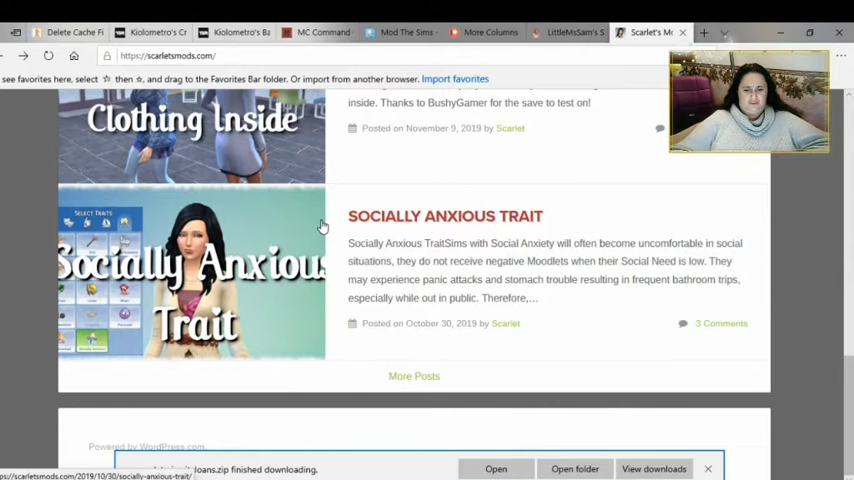 Delete Cache Fi
Kiolometro's Cr
Kiolometro's Ba
MC Command
Mod The Sims -
More Columns
LittleMsSam's S
Scarlet's Mo
https://scarletsmods.com/
see favorites here, select ☆ then ☆, and drag to the Favorites Bar folder. Or import from another browser. Import favorites
Clothing Inside
inside. Thanks to BushyGamer for the save to test on!
Posted on November 9, 2019 by Scarlet
SELECT TRAITS
Socially Anxious
Trait
SOCIALLY ANXIOUS TRAIT
Socially Anxious TraitSims with Social Anxiety will often become uncomfortable in social
situations, they do not receive negative Moodlets when their Social Need is low. They
may experience panic attacks and stomach trouble resulting in frequent bathroom trips,
especially while out in public. Therefore,…
Posted on October 30, 2019 by Scarlet
3 Comments
More Posts
Powered by WordPress.com.
loans.zip finished downloading.
Open
Open folder
View downloads
ps://scarletsmods.com/2019/10/30/socially-anxious-trait/